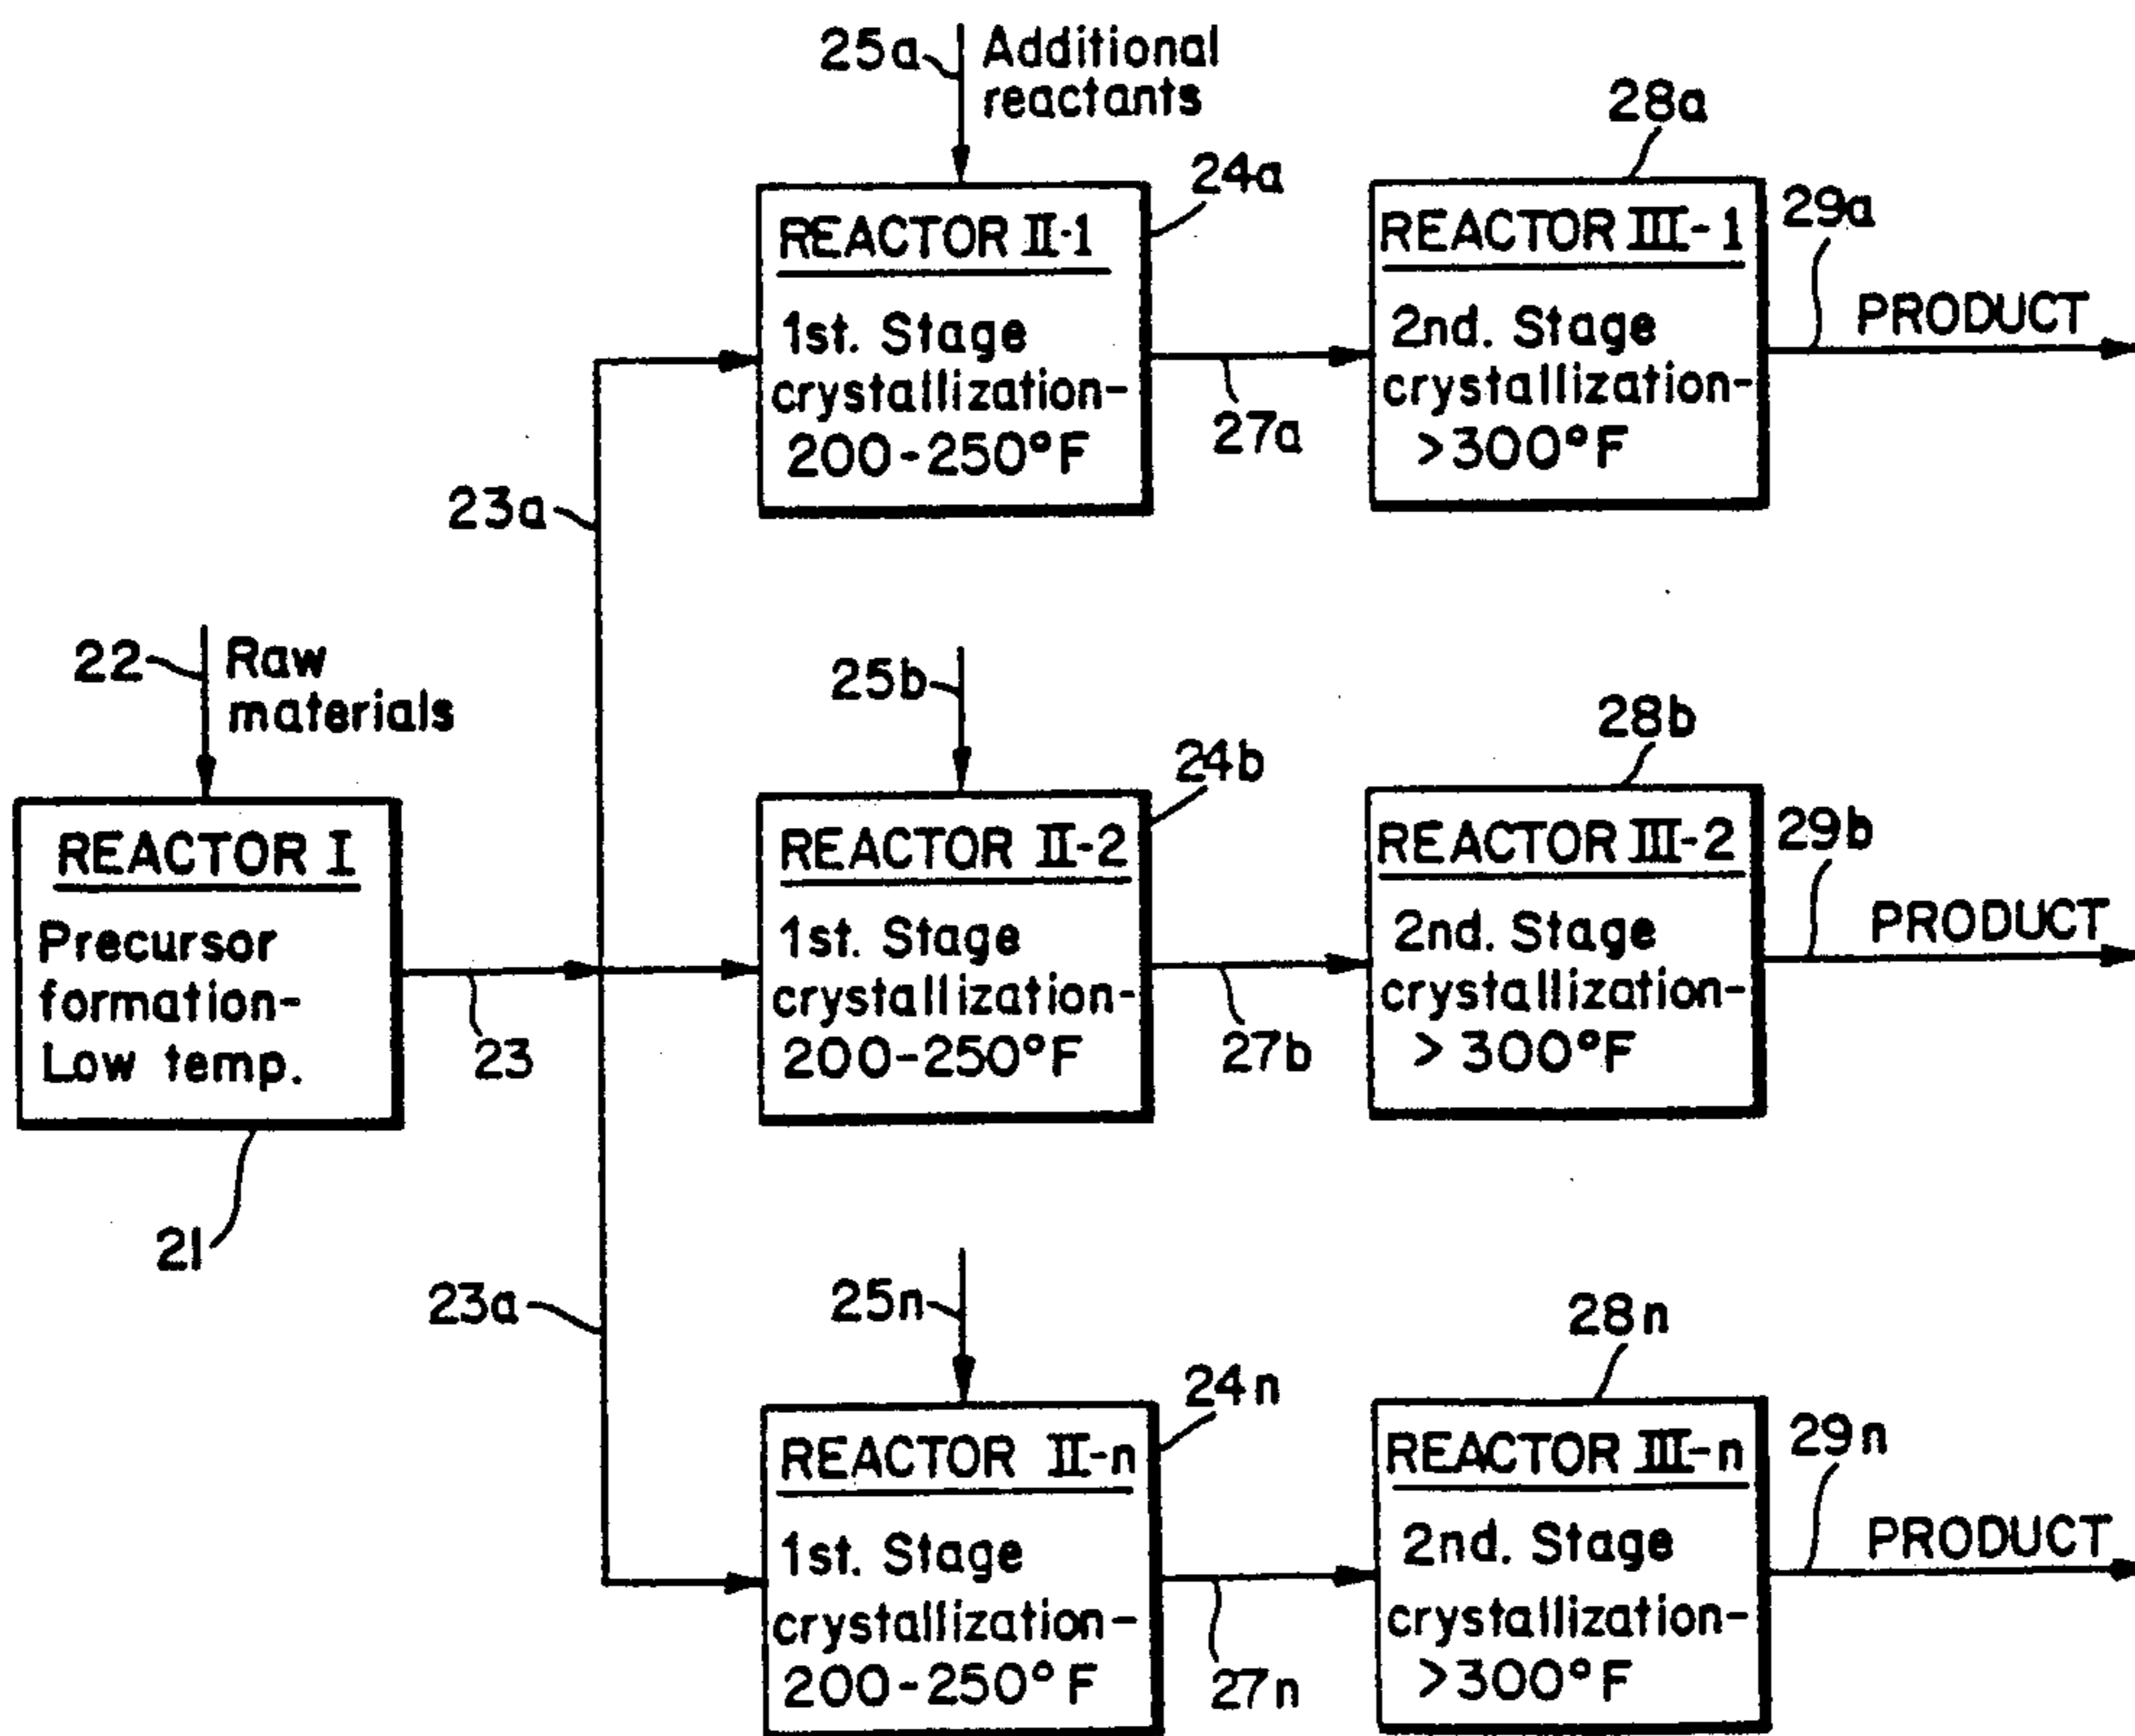 25a
Additional
reactants
24a
28a
29a
REACTOR II-1
1st. Stage
crystallization-
200-250°F
27a
REACTOR III-1
2nd. Stage
crystallization-
>300°F
PRODUCT
23a
22
Raw
materials
REACTOR I
Precursor
formation-
Low temp.
21
23
25b
24b
28b
29b
REACTOR II-2
1st. Stage
crystallization-
200-250°F
27b
REACTOR III-2
2nd. Stage
crystallization-
> 300°F
PRODUCT
23a
25n
24n
28n
29n
REACTOR II-n
1st. Stage
crystallization-
200-250°F
27n
REACTOR III-n
2nd. Stage
crystallization-
>300°F
PRODUCT